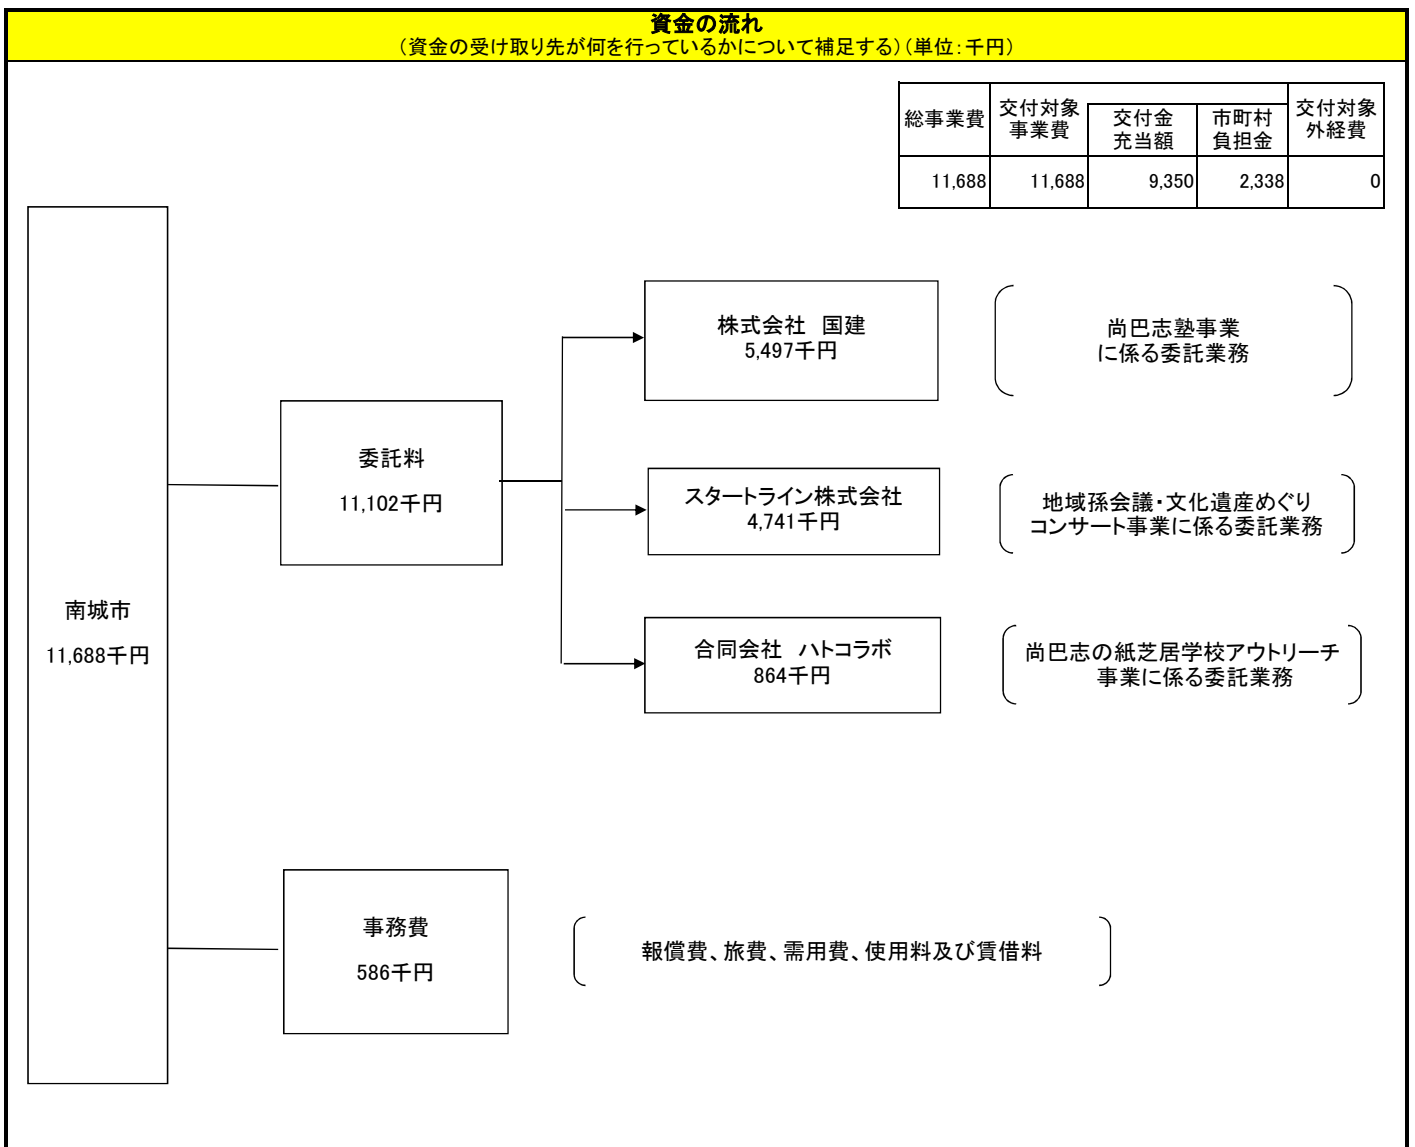 資金の流れ
（資金の受け取り先が何を行っているかについて補足する）（単位：千円）
総事業費
交付対象
事業費
交付金
充当額
市町村
負担金
交付対象
外経費
11,688
11,688
9,350
2,338
0
株式会社　国建
5,497千円
尚巴志塾事業
に係る委託業務
委託料
11,102千円
スタートライン株式会社
4,741千円
地域孫会議・文化遺産めぐり
コンサート事業に係る委託業務
南城市
11,688千円
合同会社　ハトコラボ
864千円
尚巴志の紙芝居学校アウトリーチ
事業に係る委託業務
事務費
586千円
報償費、旅費、需用費、使用料及び賃借料